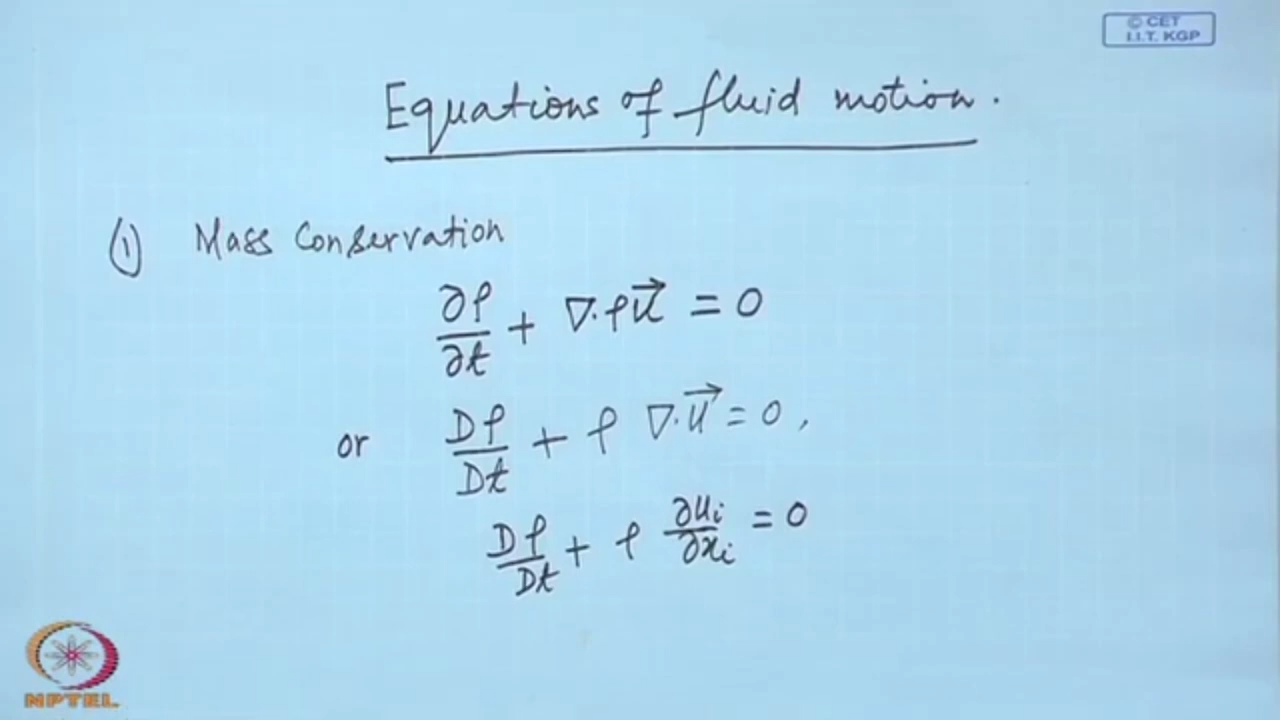 © CET
I.I.T. KGP
Equations of fluid motion.
(1) Mass Conservation
∂ρ/∂t + ∇·ρu⃗ = 0
or Dρ/Dt + ρ ∇·u⃗ = 0,
Dρ/Dt + ρ ∂uᵢ/∂xᵢ = 0
NPTEL